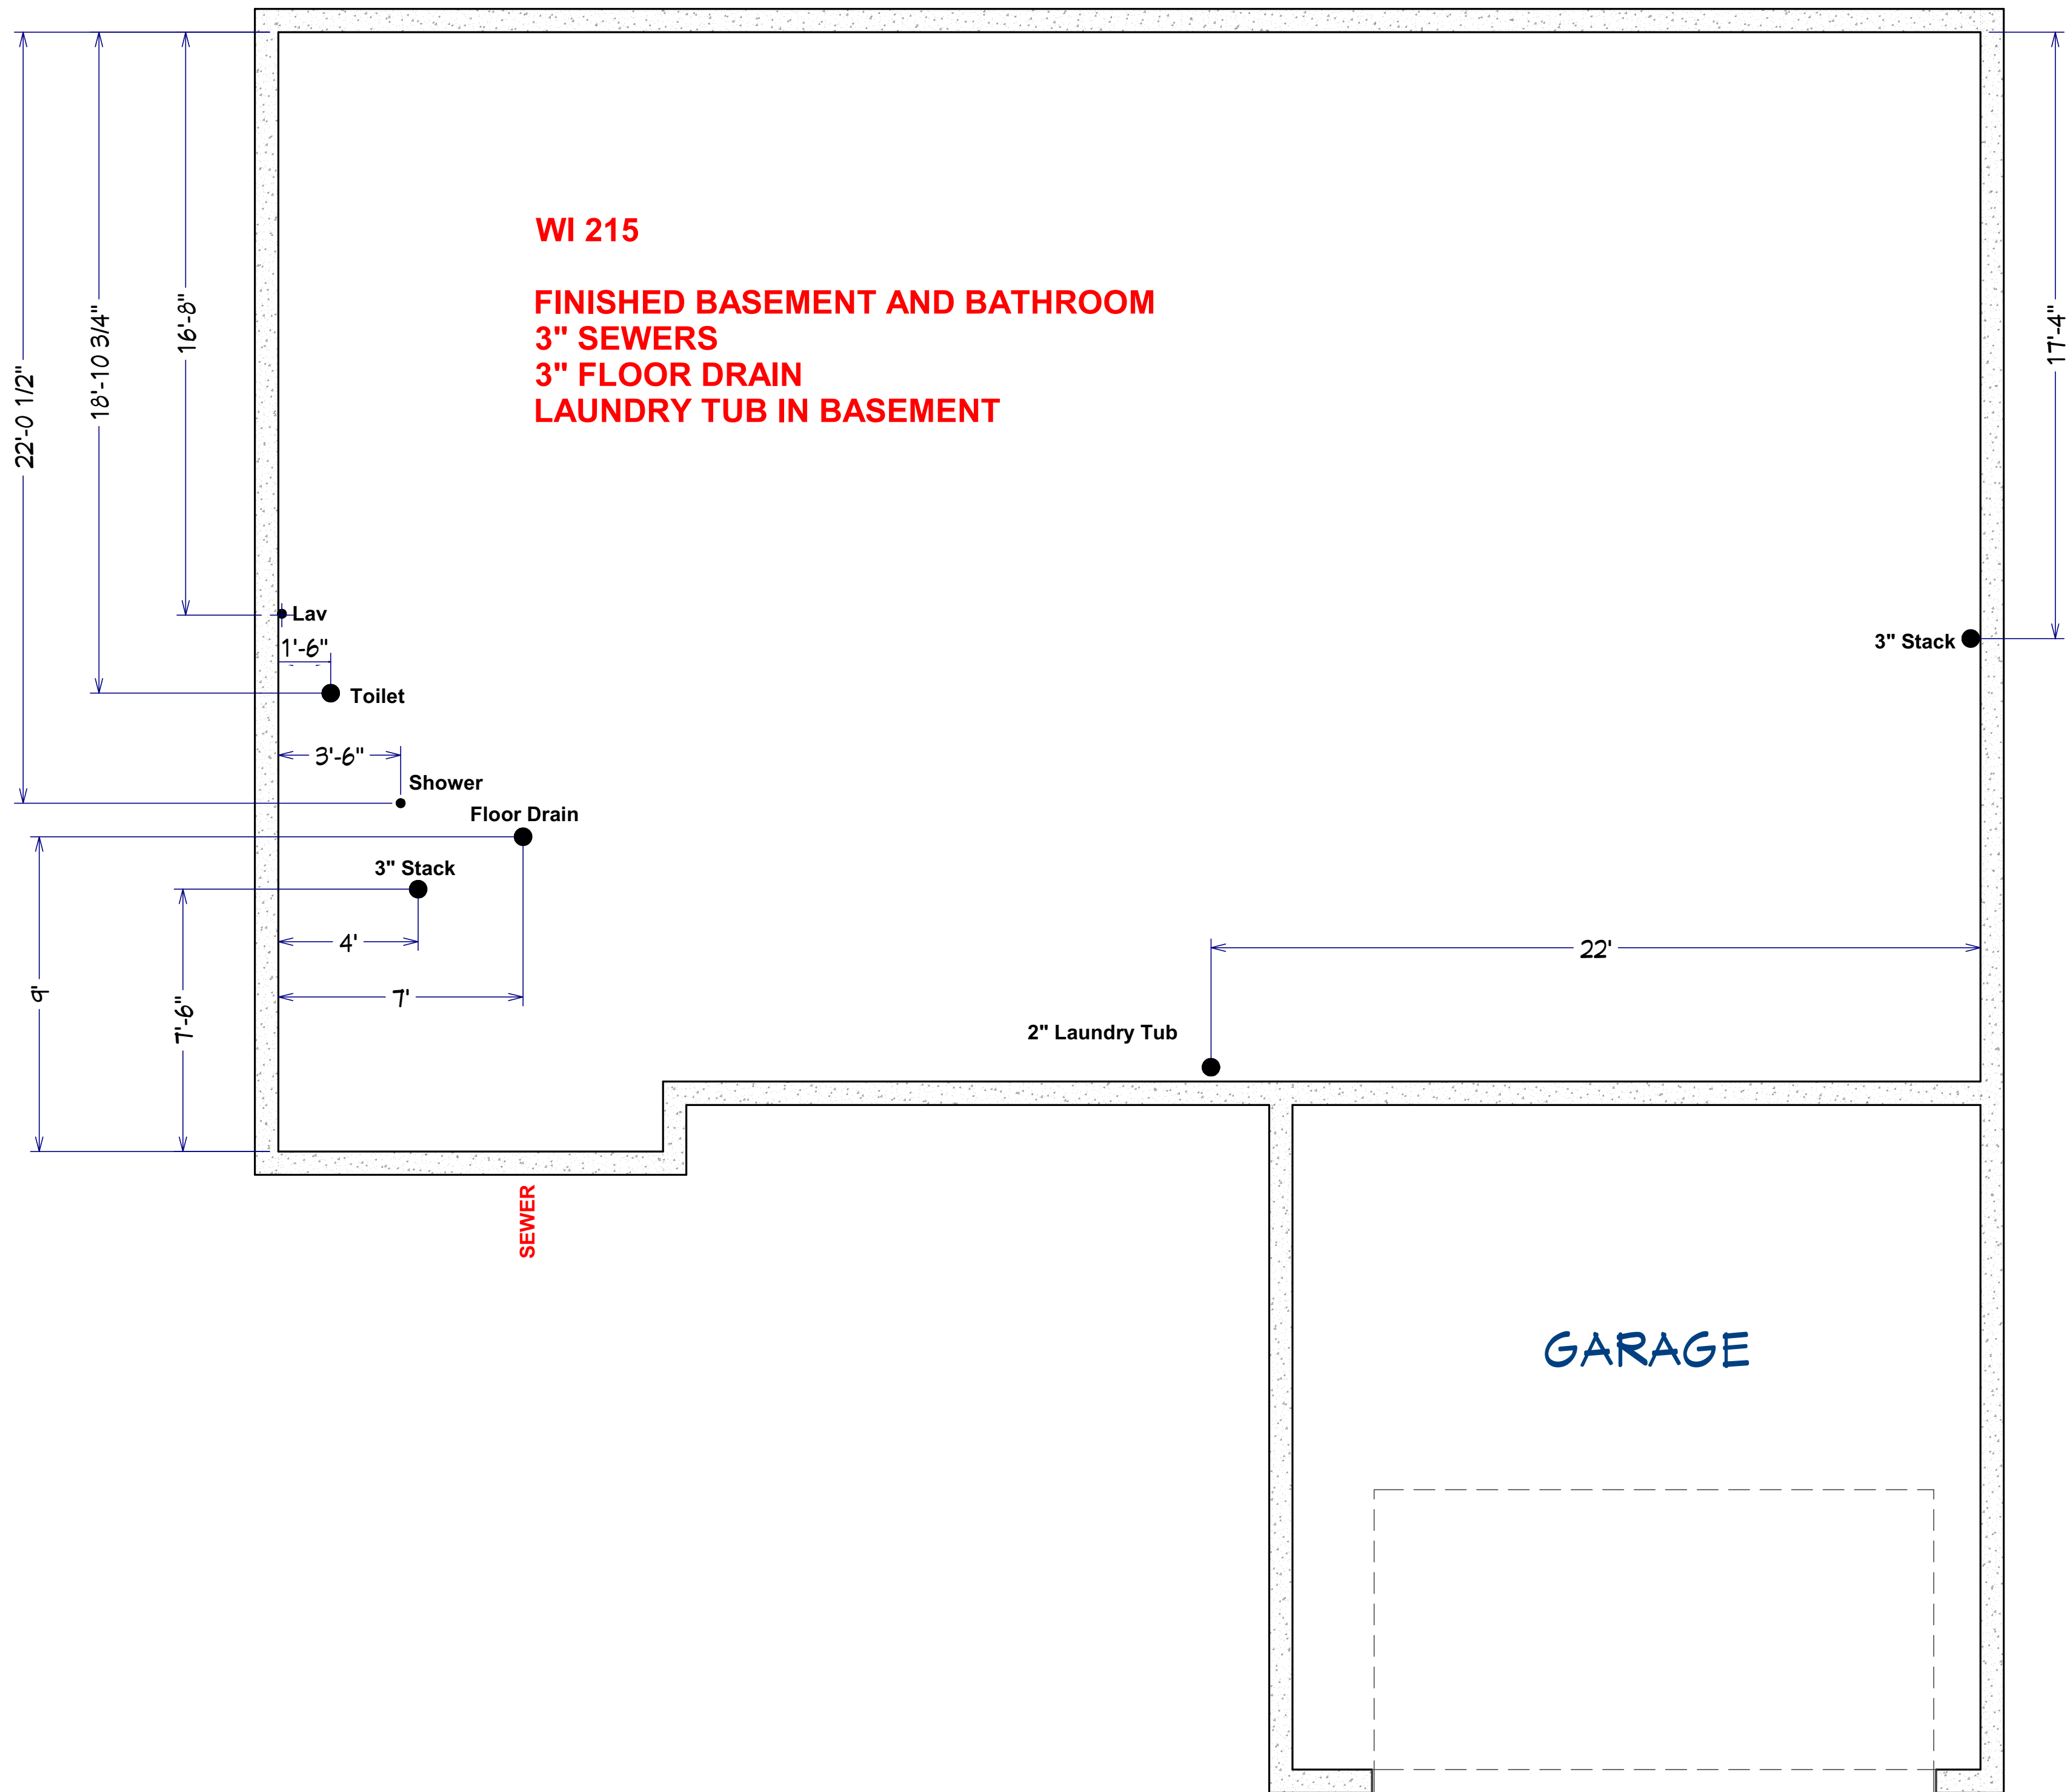 WI 215
FINISHED BASEMENT AND BATHROOM
3" SEWERS
3" FLOOR DRAIN
LAUNDRY TUB IN BASEMENT
22'-0 1/2"
18'-10 3/4"
16'-8"
17'-4"
Lav
1'-6"
Toilet
3" Stack
3'-6"
Shower
Floor Drain
3" Stack
4'
7'
9'
7'-6"
22'
2" Laundry Tub
SEWER
GARAGE